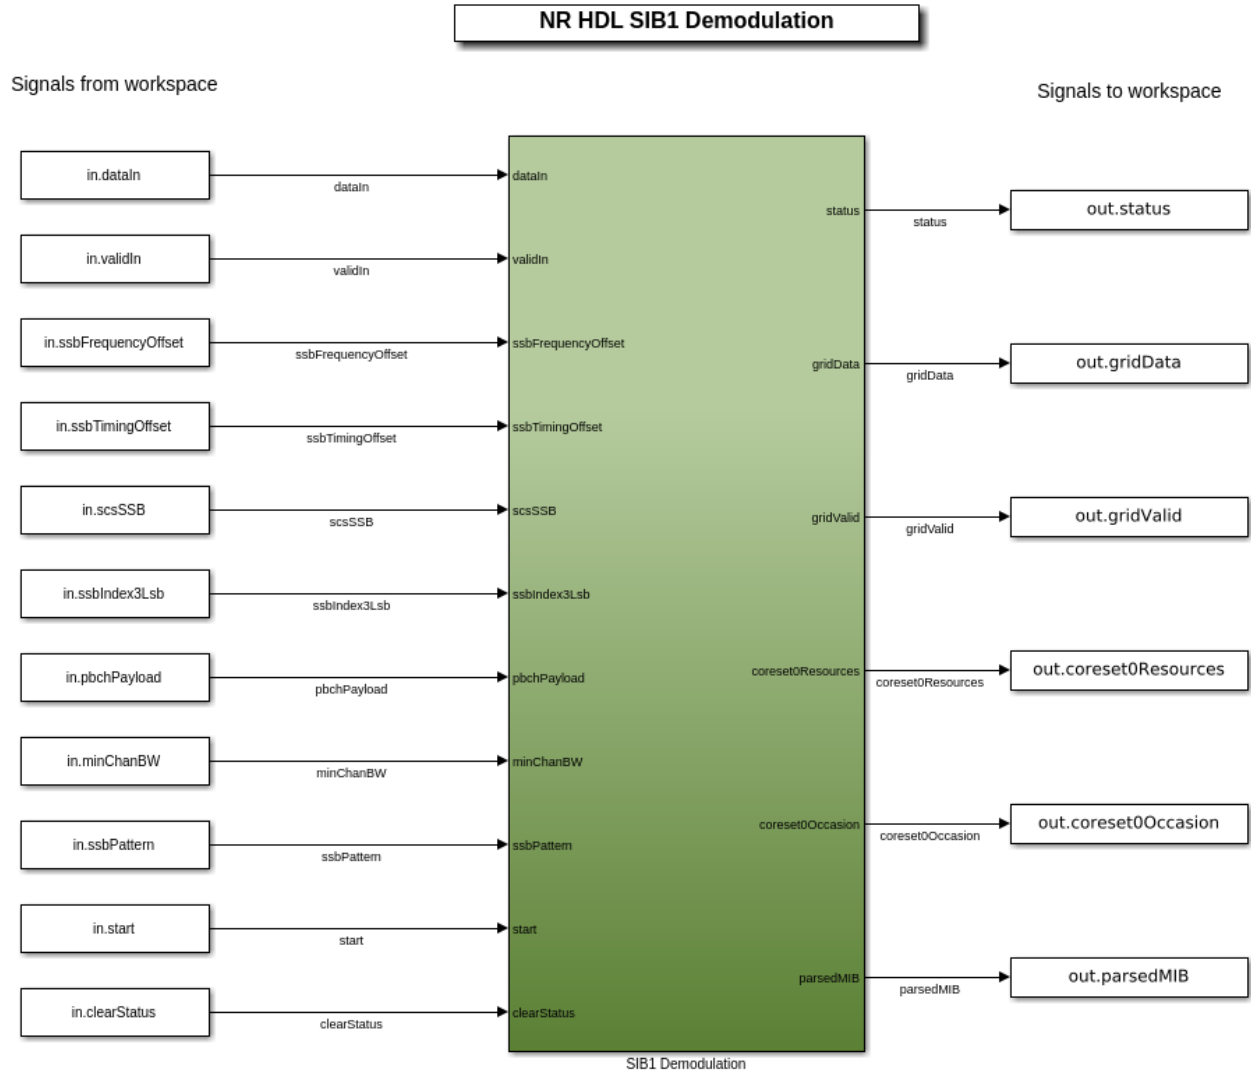 NR HDL SIB1 Demodulation
Signals from workspace
Signals to workspace
in.dataIn
dataIn
dataIn
in.validIn
validIn
validIn
in.ssbFrequencyOffset
ssbFrequencyOffset
ssbFrequencyOffset
in.ssbTimingOffset
ssbTimingOffset
ssbTimingOffset
in.scsSSB
scsSSB
scsSSB
in.ssbIndex3Lsb
ssbIndex3Lsb
ssbIndex3Lsb
in.pbchPayload
pbchPayload
pbchPayload
in.minChanBW
minChanBW
minChanBW
in.ssbPattern
ssbPattern
ssbPattern
in.start
start
start
in.clearStatus
clearStatus
clearStatus
status
status
out.status
gridData
gridData
out.gridData
gridValid
gridValid
out.gridValid
coreset0Resources
coreset0Resources
out.coreset0Resources
coreset0Occasion
coreset0Occasion
out.coreset0Occasion
parsedMIB
parsedMIB
out.parsedMIB
SIB1 Demodulation